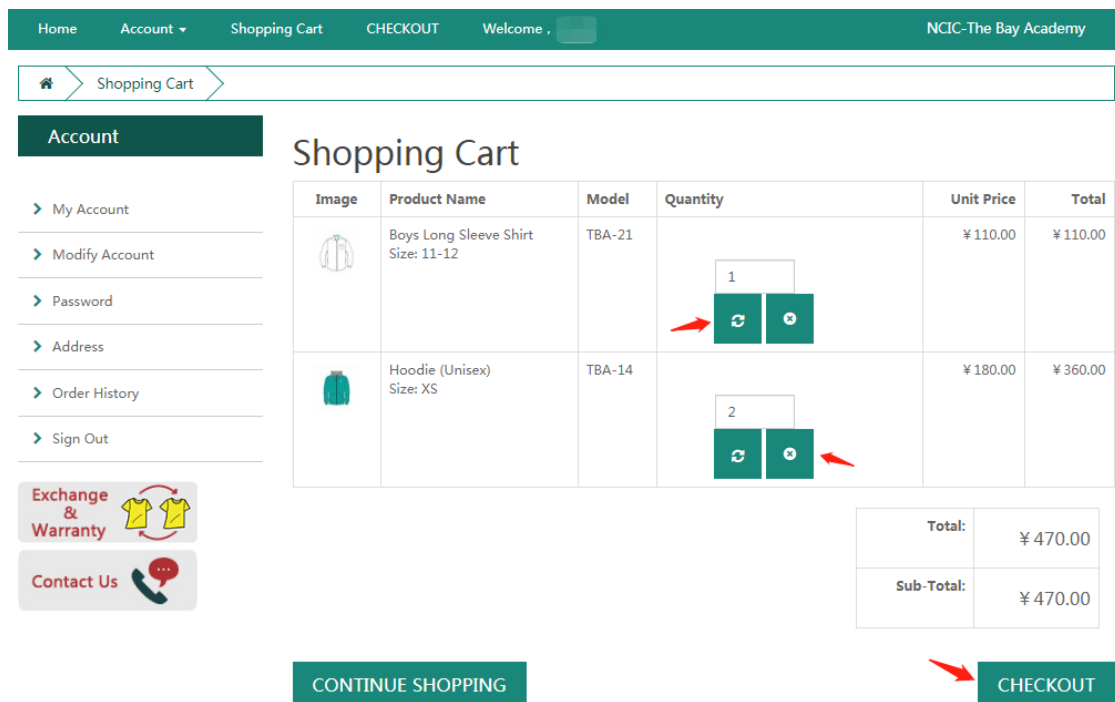 Home Account Shopping Cart CHECKOUT Welcome , NCIC-The Bay Academy
Shopping Cart
Account
My Account
Modify Account
Password
Address
Order History
Sign Out
Exchange
&
Warranty
Contact Us
Shopping Cart
Image Product Name Model Quantity Unit Price Total
Boys Long Sleeve Shirt TBA-21 ¥110.00 ¥110.00
Size: 11-12
1
Hoodie (Unisex) TBA-14 ¥180.00 ¥360.00
Size: XS
2
Total: ¥470.00
Sub-Total: ¥470.00
CONTINUE SHOPPING CHECKOUT